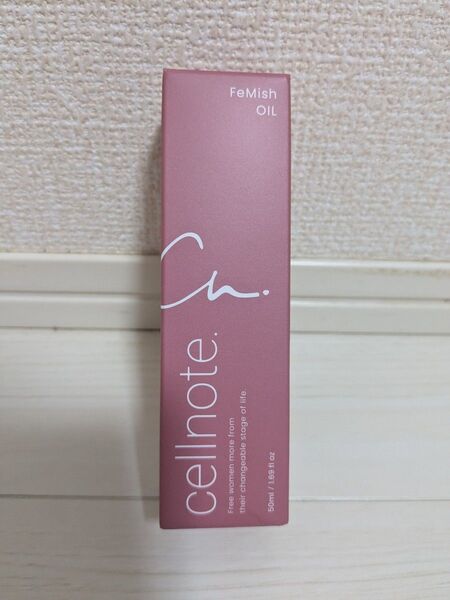 FeMish
OIL
Cn.
cellnote.
Free women more from
their changeable stage of life
50ml / 1.69 fl oz